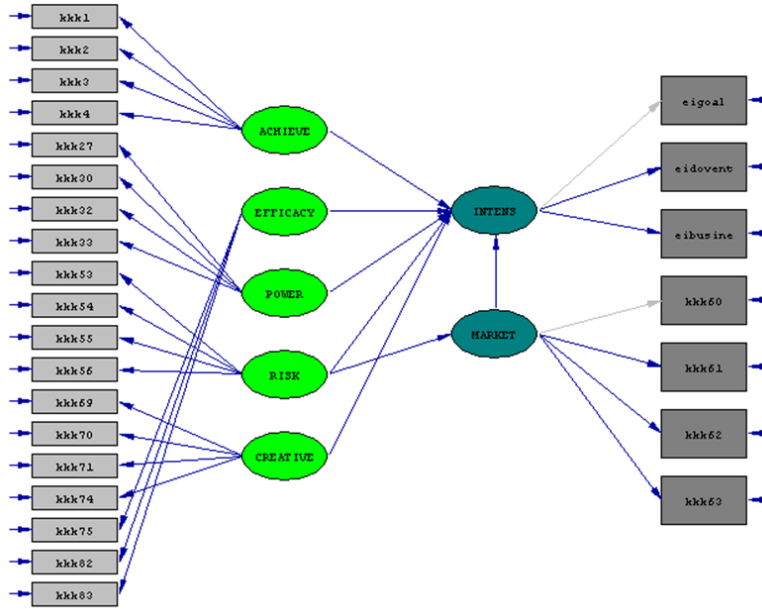 kkk1
kkk2
kkk3
kkk4
kkk27
kkk30
kkk32
kkk33
kkk53
kkk54
kkk55
kkk56
kkk69
kkk70
kkk71
kkk74
kkk75
kkk82
kkk83
ACHIEVE
EFFICACY
POWER
RISK
CREATIVE
INTENS
MARKET
eigoal
eidovent
eibusine
kkk60
kkk61
kkk62
kkk63